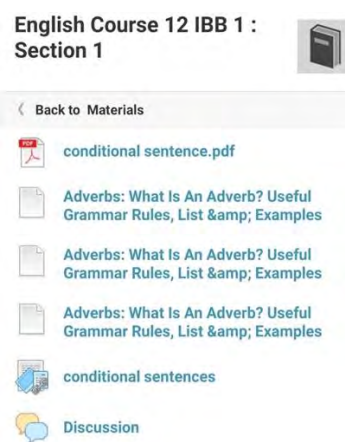 English Course 12 IBB 1 :
Section 1
Back to Materials
PDF
conditional sentence.pdf
Adverbs: What Is An Adverb? Useful
Grammar Rules, List &amp; Examples
Adverbs: What Is An Adverb? Useful
Grammar Rules, List &amp; Examples
Adverbs: What Is An Adverb? Useful
Grammar Rules, List &amp; Examples
conditional sentences
Discussion